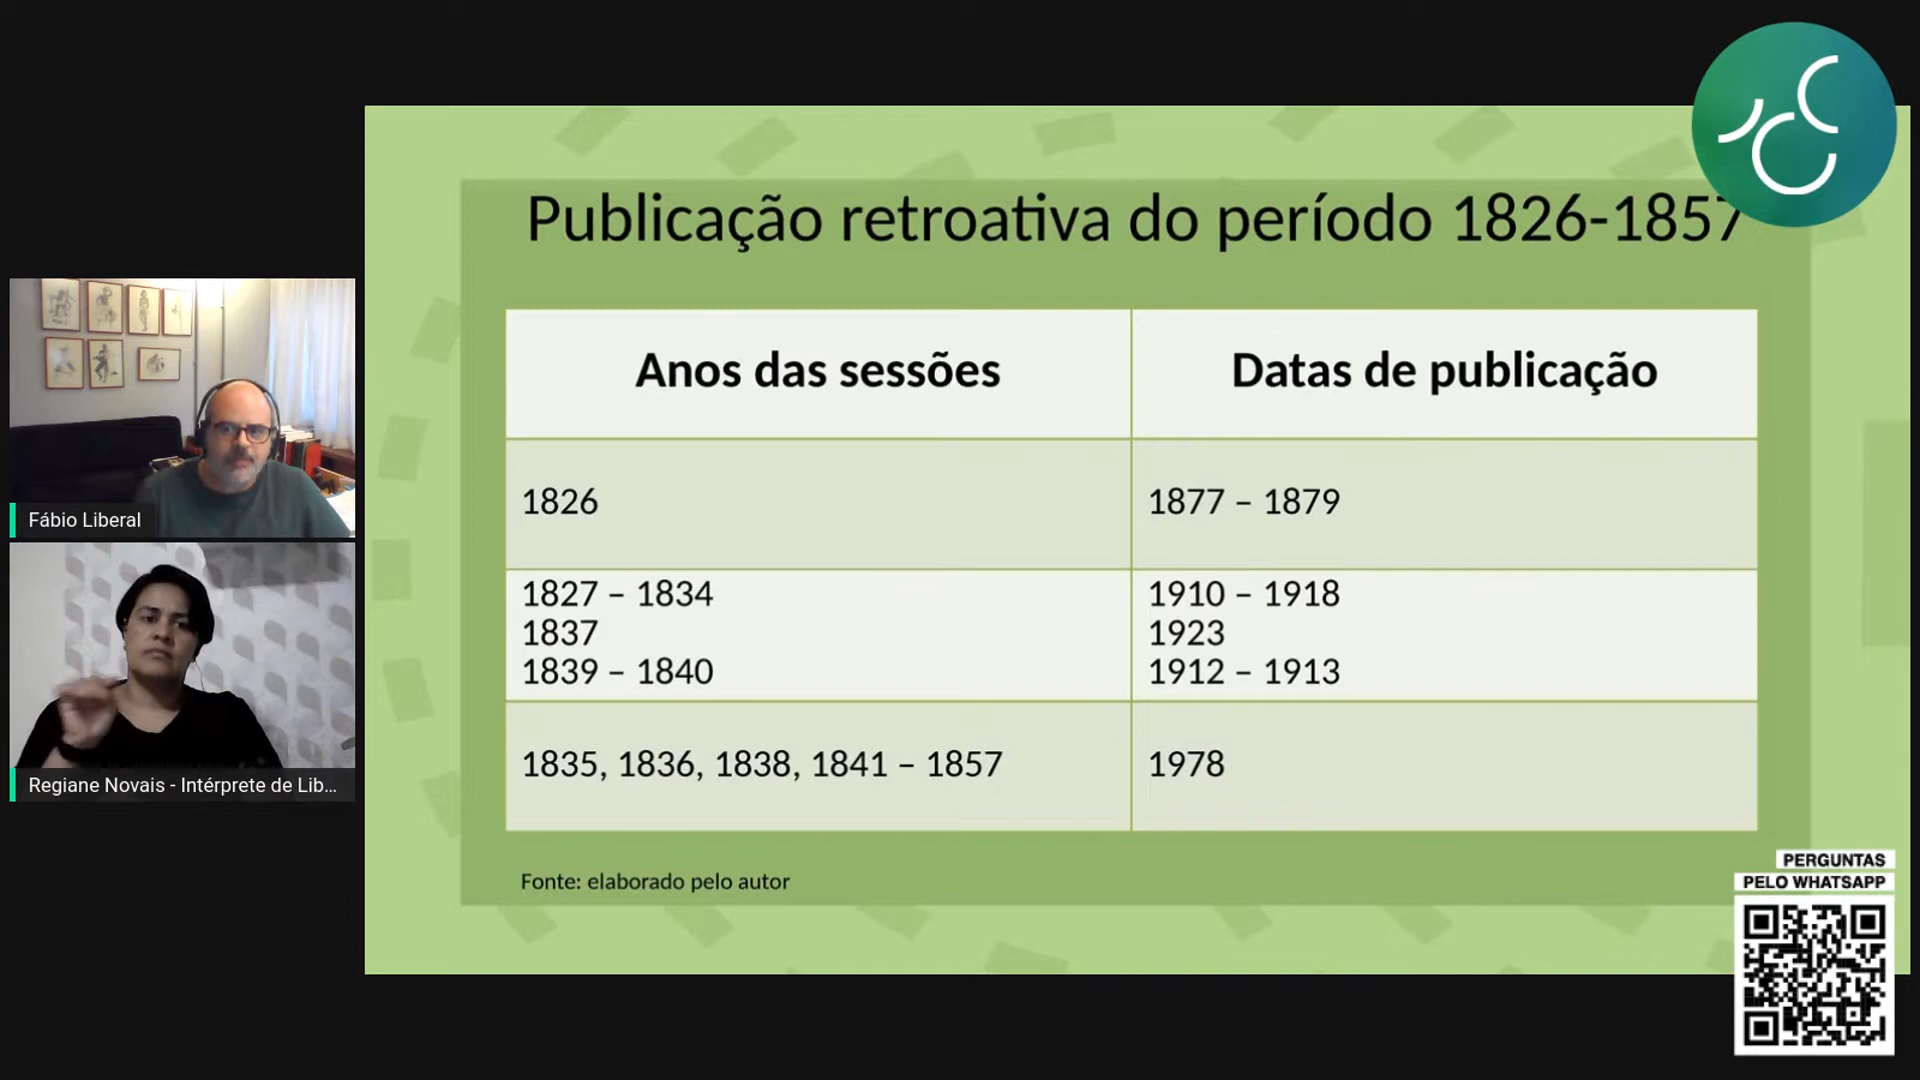 Publicação retroativa do período 1826-1857
Anos das sessões
Datas de publicação
1826
1877 – 1879
1827 – 1834
1837
1839 – 1840
1910 – 1918
1923
1912 – 1913
1835, 1836, 1838, 1841 – 1857
1978
Fonte: elaborado pelo autor
Fábio Liberal
Regiane Novais - Intérprete de Lib...
PERGUNTAS
PELO WHATSAPP